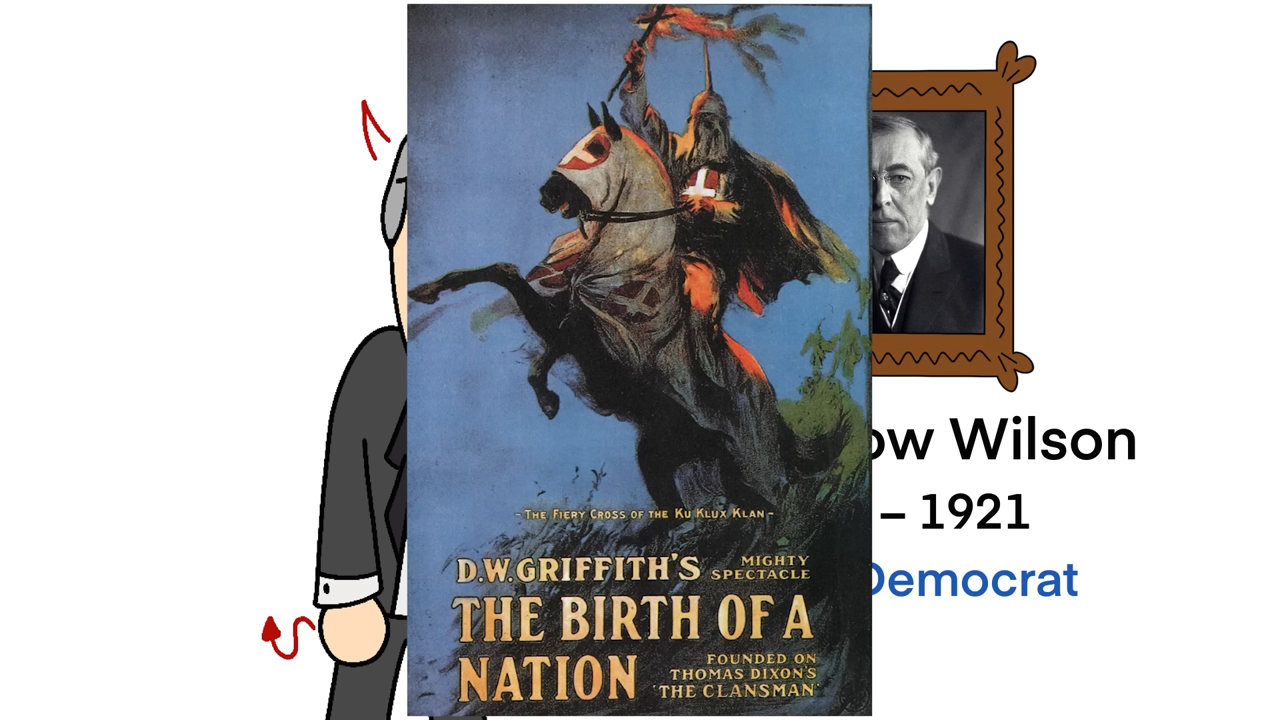 -The Fiery Cross of the Ku Klux Klan-
D.W. GRIFFITH'S
MIGHTY
SPECTACLE
THE BIRTH OF A
NATION
FOUNDED ON
THOMAS DIXON'S
'THE CLANSMAN'
ow Wilson
– 1921
Democrat